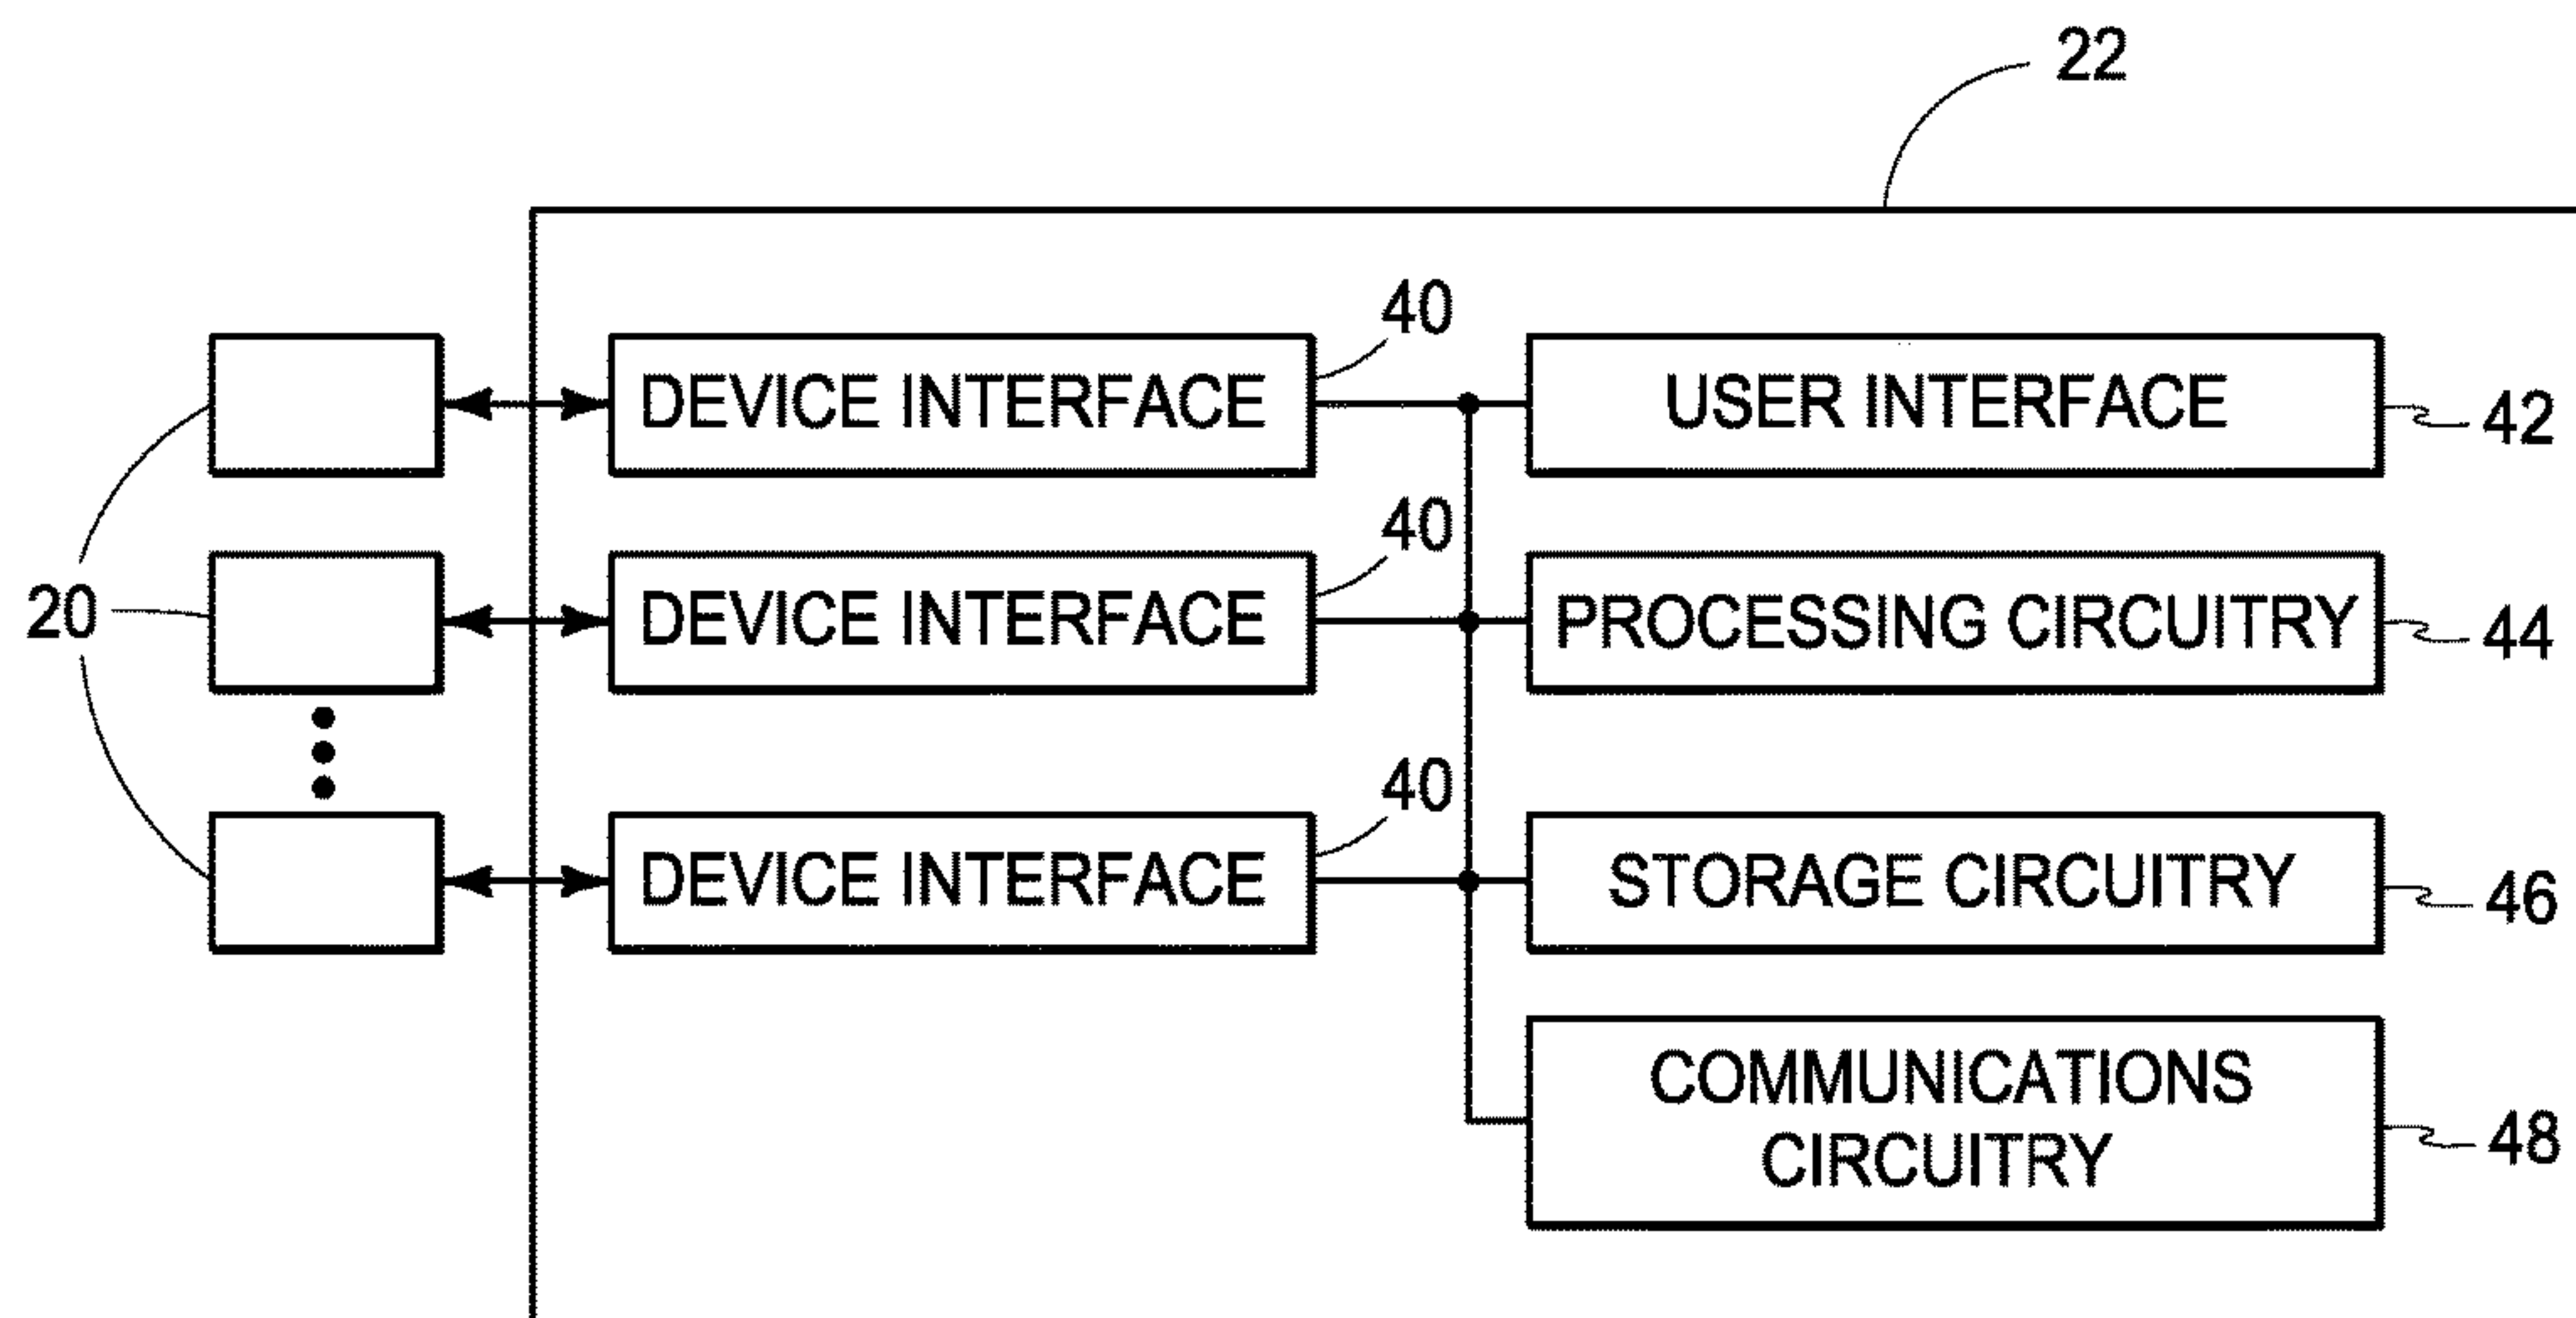 22
40
DEVICE INTERFACE
USER INTERFACE
42
40
20
DEVICE INTERFACE
PROCESSING CIRCUITRY
44
40
DEVICE INTERFACE
STORAGE CIRCUITRY
46
COMMUNICATIONS
CIRCUITRY
48